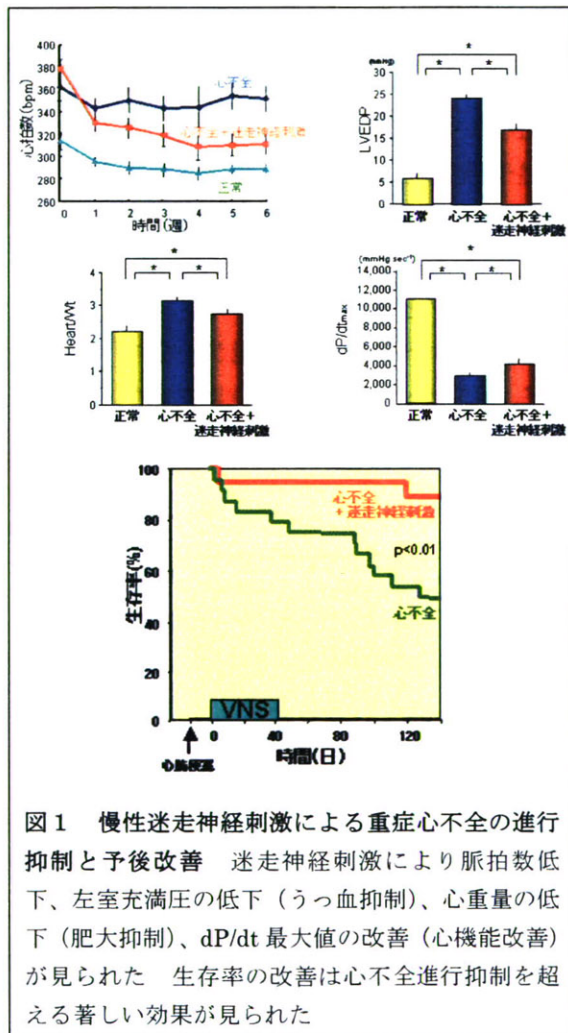 心拍数(bpm)
400
380
360
340
320
300
280
260
心不全
心不全+迷走神経刺激
正常
0 1 2 3 4 5 6
時間(週)
(mmHg)
LVEDP
30
25
20
15
10
5
0
* * *
正常 心不全 心不全+
迷走神経刺激
Heart/Wt
4
3
2
1
0
* * *
正常 心不全 心不全+
迷走神経刺激
(mmHg sec⁻¹)
dP/dtmax
14,000
12,000
10,000
8,000
6,000
4,000
2,000
0
* * *
正常 心不全 心不全+
迷走神経刺激
生存率(%)
100
80
60
40
20
0
心不全
+迷走神経刺激
p<0.01
心不全
VNS
0 40 80 120
心筋梗塞
時間(日)
図1 慢性迷走神経刺激による重症心不全の進行
抑制と予後改善 迷走神経刺激により脈拍数低
下、左室充満圧の低下(うっ血抑制)、心重量の低
下(肥大抑制)、dP/dt 最大値の改善(心機能改善)
が見られた 生存率の改善は心不全進行抑制を超
える著しい効果が見られた